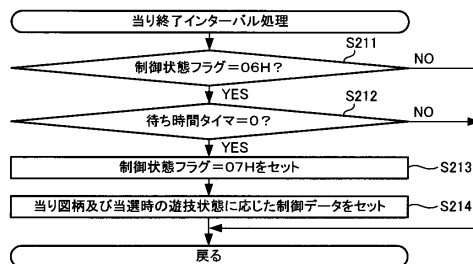 当り終了インターバル処理
S211
制御状態フラグ=06H?
NO
YES
S212
待ち時間タイマ=0?
NO
YES
制御状態フラグ=07Hをセット
S213
当り図柄及び当選時の遊技状態に応じた制御データをセット
S214
戻る